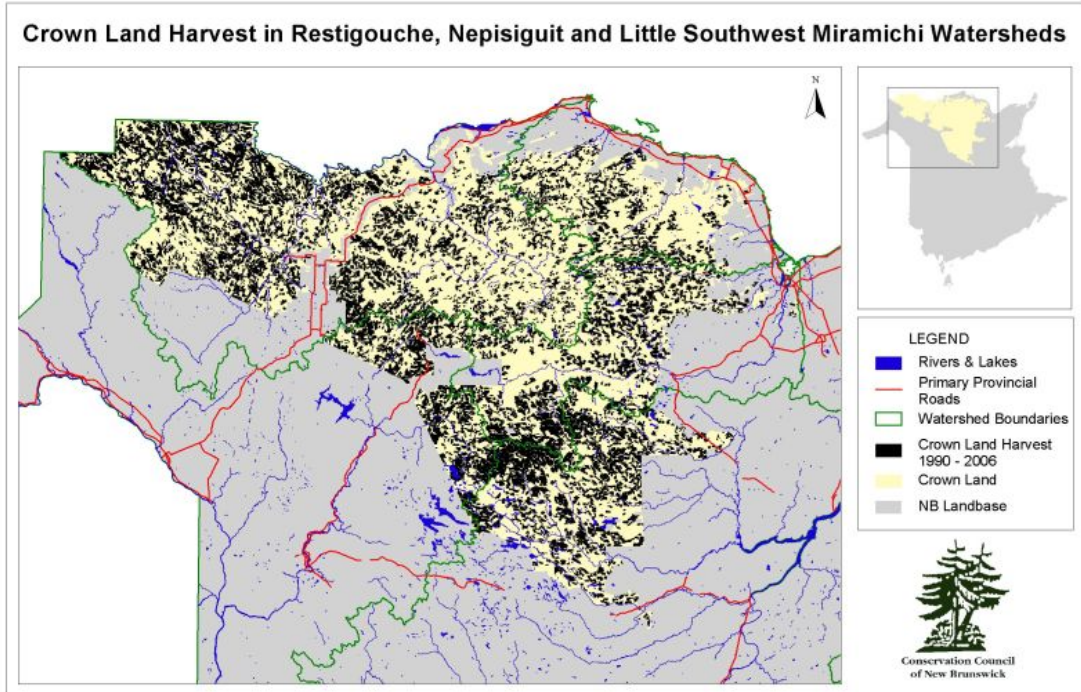 Crown Land Harvest in Restigouche, Nepisiguit and Little Southwest Miramichi Watersheds
N
LEGEND
Rivers & Lakes
Primary Provincial
Roads
Watershed Boundaries
Crown Land Harvest
1990 - 2006
Crown Land
NB Landbase
Conservation Council
of New Brunswick